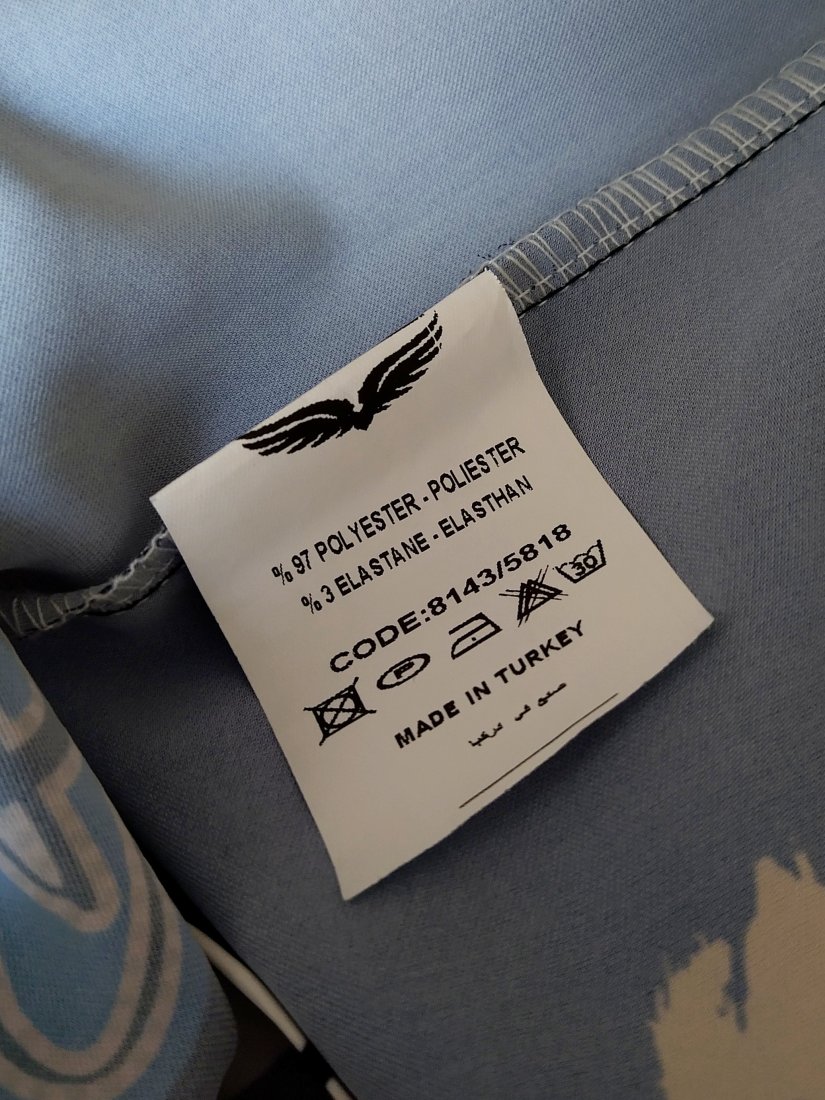 % 97 POLYESTER - POLIESTER
% 3 ELASTANE - ELASTHAN
CODE:8143/5818
P 30
MADE IN TURKEY
صنع في تركيا